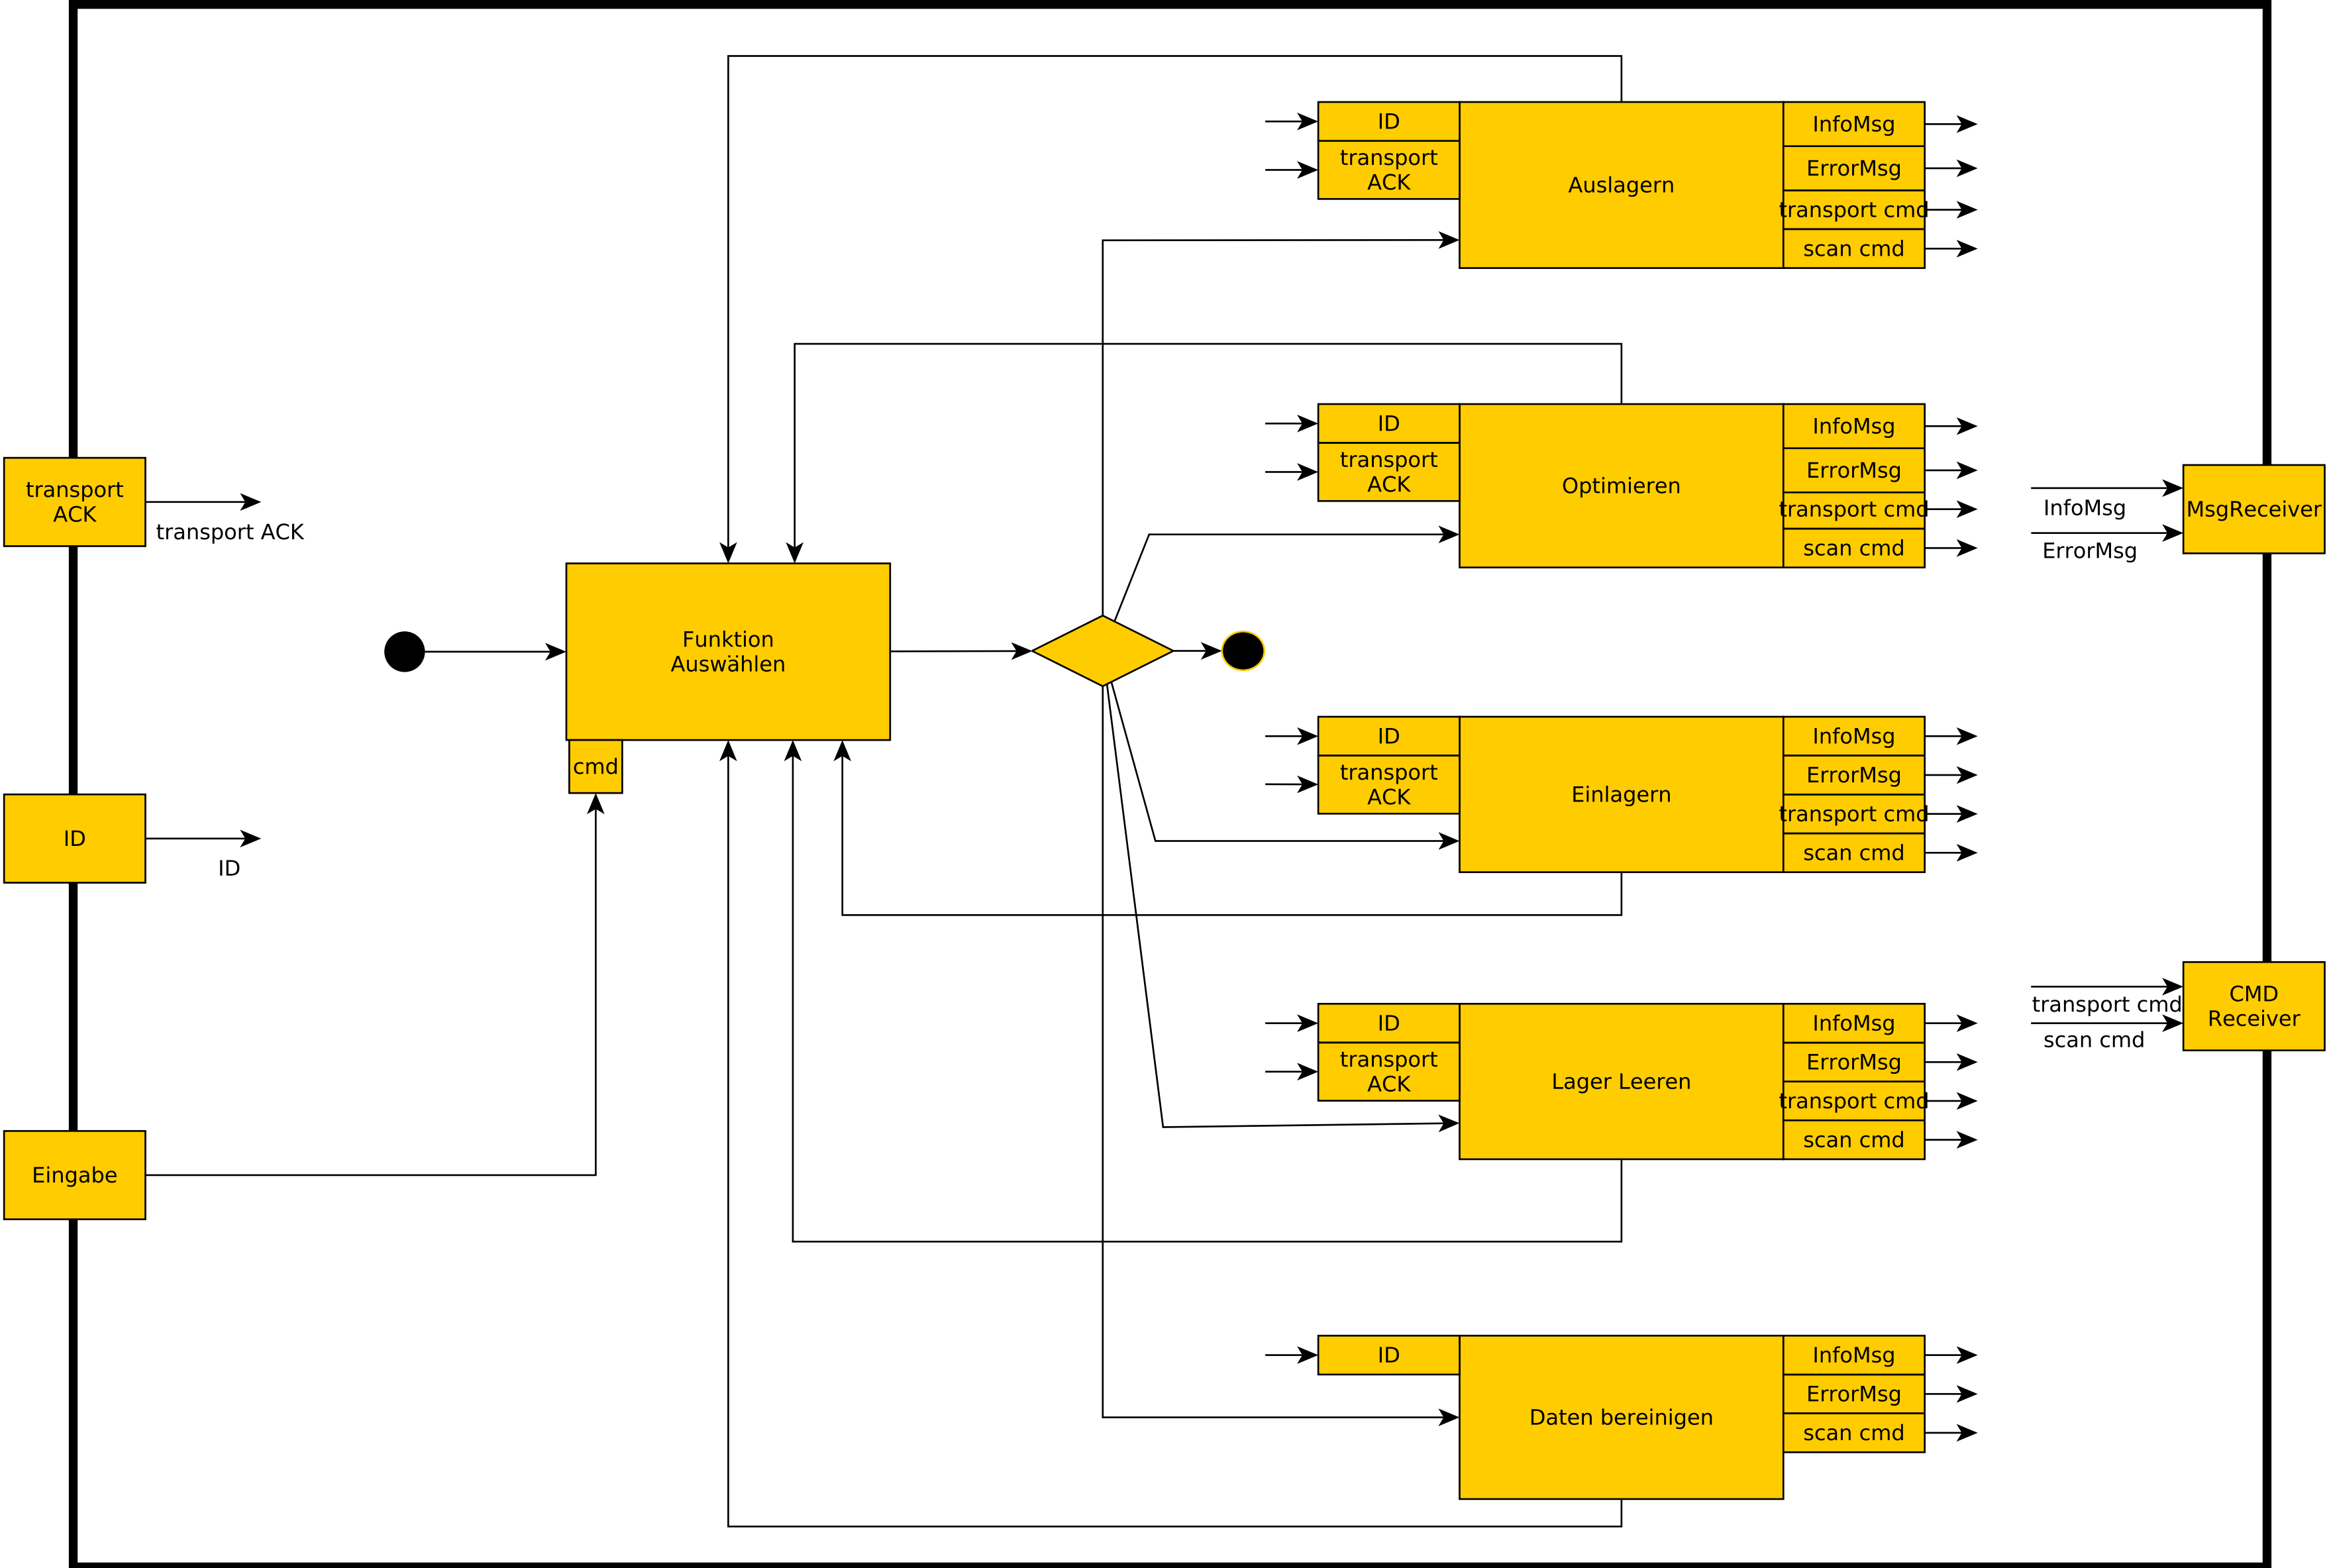 ID
transport
ACK
Auslagern
InfoMsg
ErrorMsg
transport cmd
scan cmd
ID
transport
ACK
Optimieren
InfoMsg
ErrorMsg
transport cmd
scan cmd
transport
ACK
transport ACK
InfoMsg
ErrorMsg
MsgReceiver
Funktion
Auswählen
cmd
ID
transport
ACK
Einlagern
InfoMsg
ErrorMsg
transport cmd
scan cmd
ID
ID
transport cmd
scan cmd
CMD
Receiver
ID
transport
ACK
Lager Leeren
InfoMsg
ErrorMsg
transport cmd
scan cmd
Eingabe
ID
Daten bereinigen
InfoMsg
ErrorMsg
scan cmd